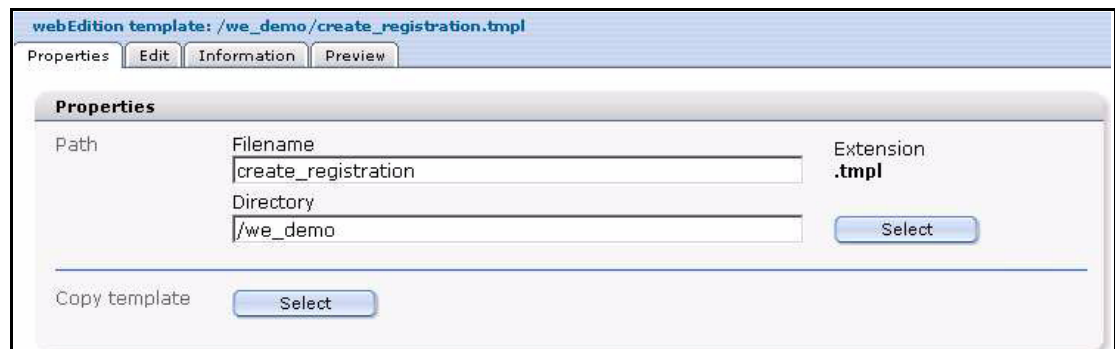 webEdition template: /we_demo/create_registration.tmpl
Properties Edit Information Preview
Properties
Path Filename Extension
create_registration .tmpl
Directory
/we_demo Select
Copy template Select